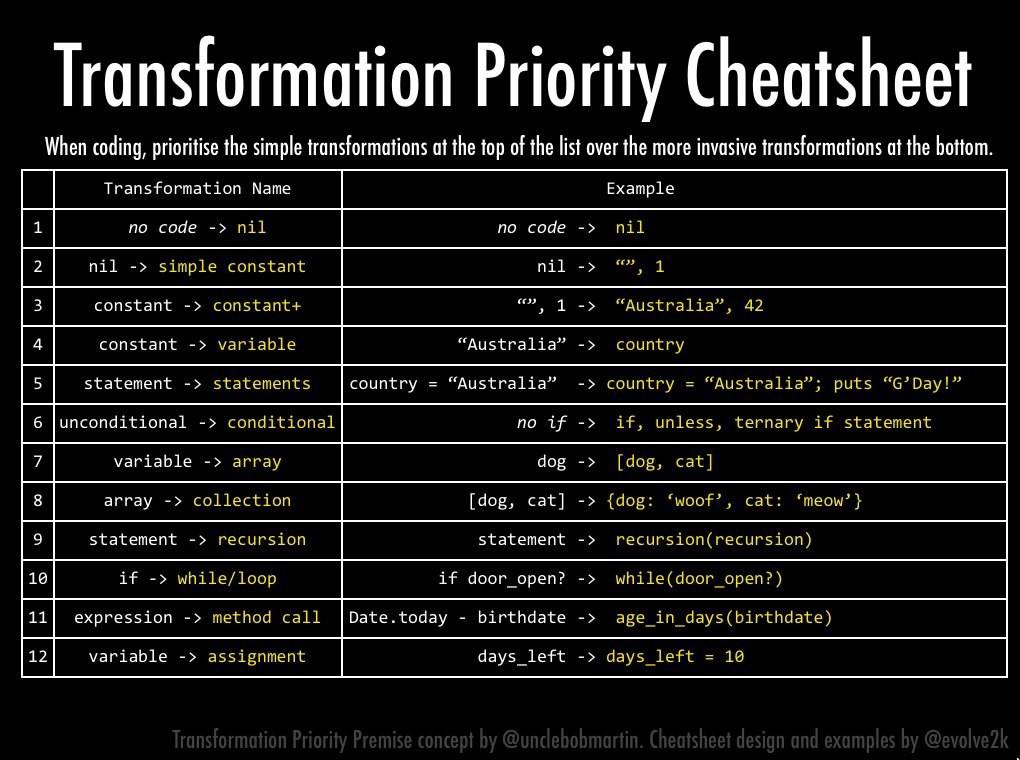 Transformation Priority Cheatsheet
When coding, prioritise the simple transformations at the top of the list over the more invasive transformations at the bottom.
Transformation Name Example
1 no code -> nil no code -> nil
2 nil -> simple constant nil -> “”, 1
3 constant -> constant+ “”, 1 -> “Australia”, 42
4 constant -> variable “Australia” -> country
5 statement -> statements country = “Australia” -> country = “Australia”; puts “G’Day!”
6 unconditional -> conditional no if -> if, unless, ternary if statement
7 variable -> array dog -> [dog, cat]
8 array -> collection [dog, cat] -> {dog: ‘woof’, cat: ‘meow’}
9 statement -> recursion statement -> recursion(recursion)
10 if -> while/loop if door_open? -> while(door_open?)
11 expression -> method call Date.today - birthdate -> age_in_days(birthdate)
12 variable -> assignment days_left -> days_left = 10
Transformation Priority Premise concept by @unclebobmartin. Cheatsheet design and examples by @evolve2k